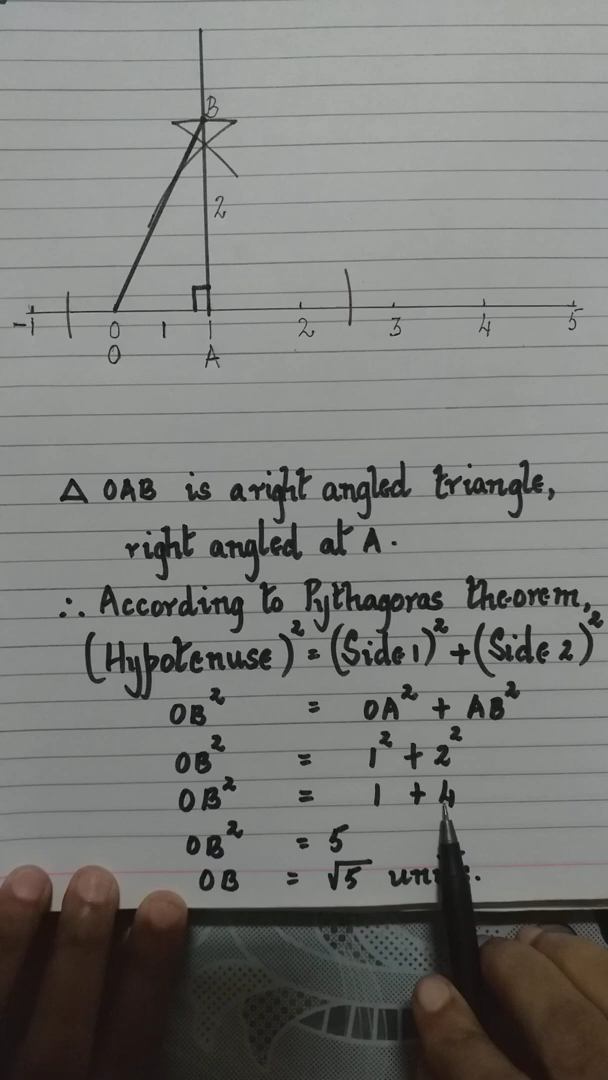 B
2
-1 0 1 1 2 3 4 5
O A
△ OAB is a right angled triangle,
right angled at A.
∴ According to Pythagoras theorem,
(Hypotenuse)² = (Side 1)² + (Side 2)²
OB² = OA² + AB²
OB² = 1² + 2²
OB² = 1 + 4
OB² = 5
OB = √5